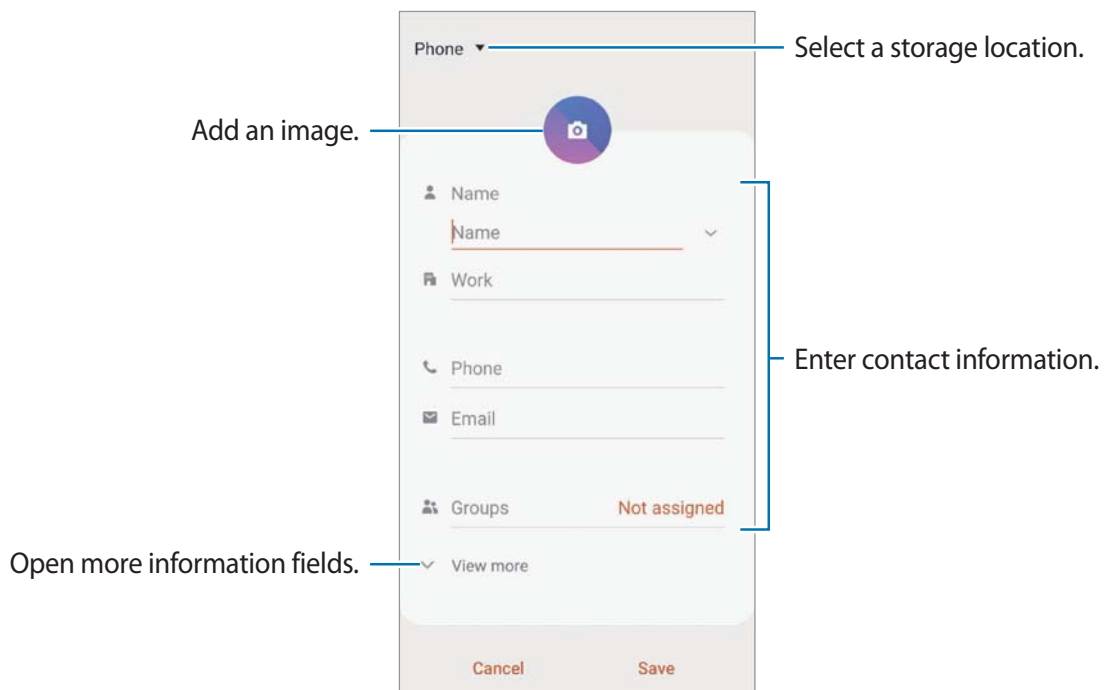 Phone
Select a storage location.
Add an image.
Name
Name
Work
Phone
Enter contact information.
Email
Groups Not assigned
Open more information fields.
View more
Cancel Save